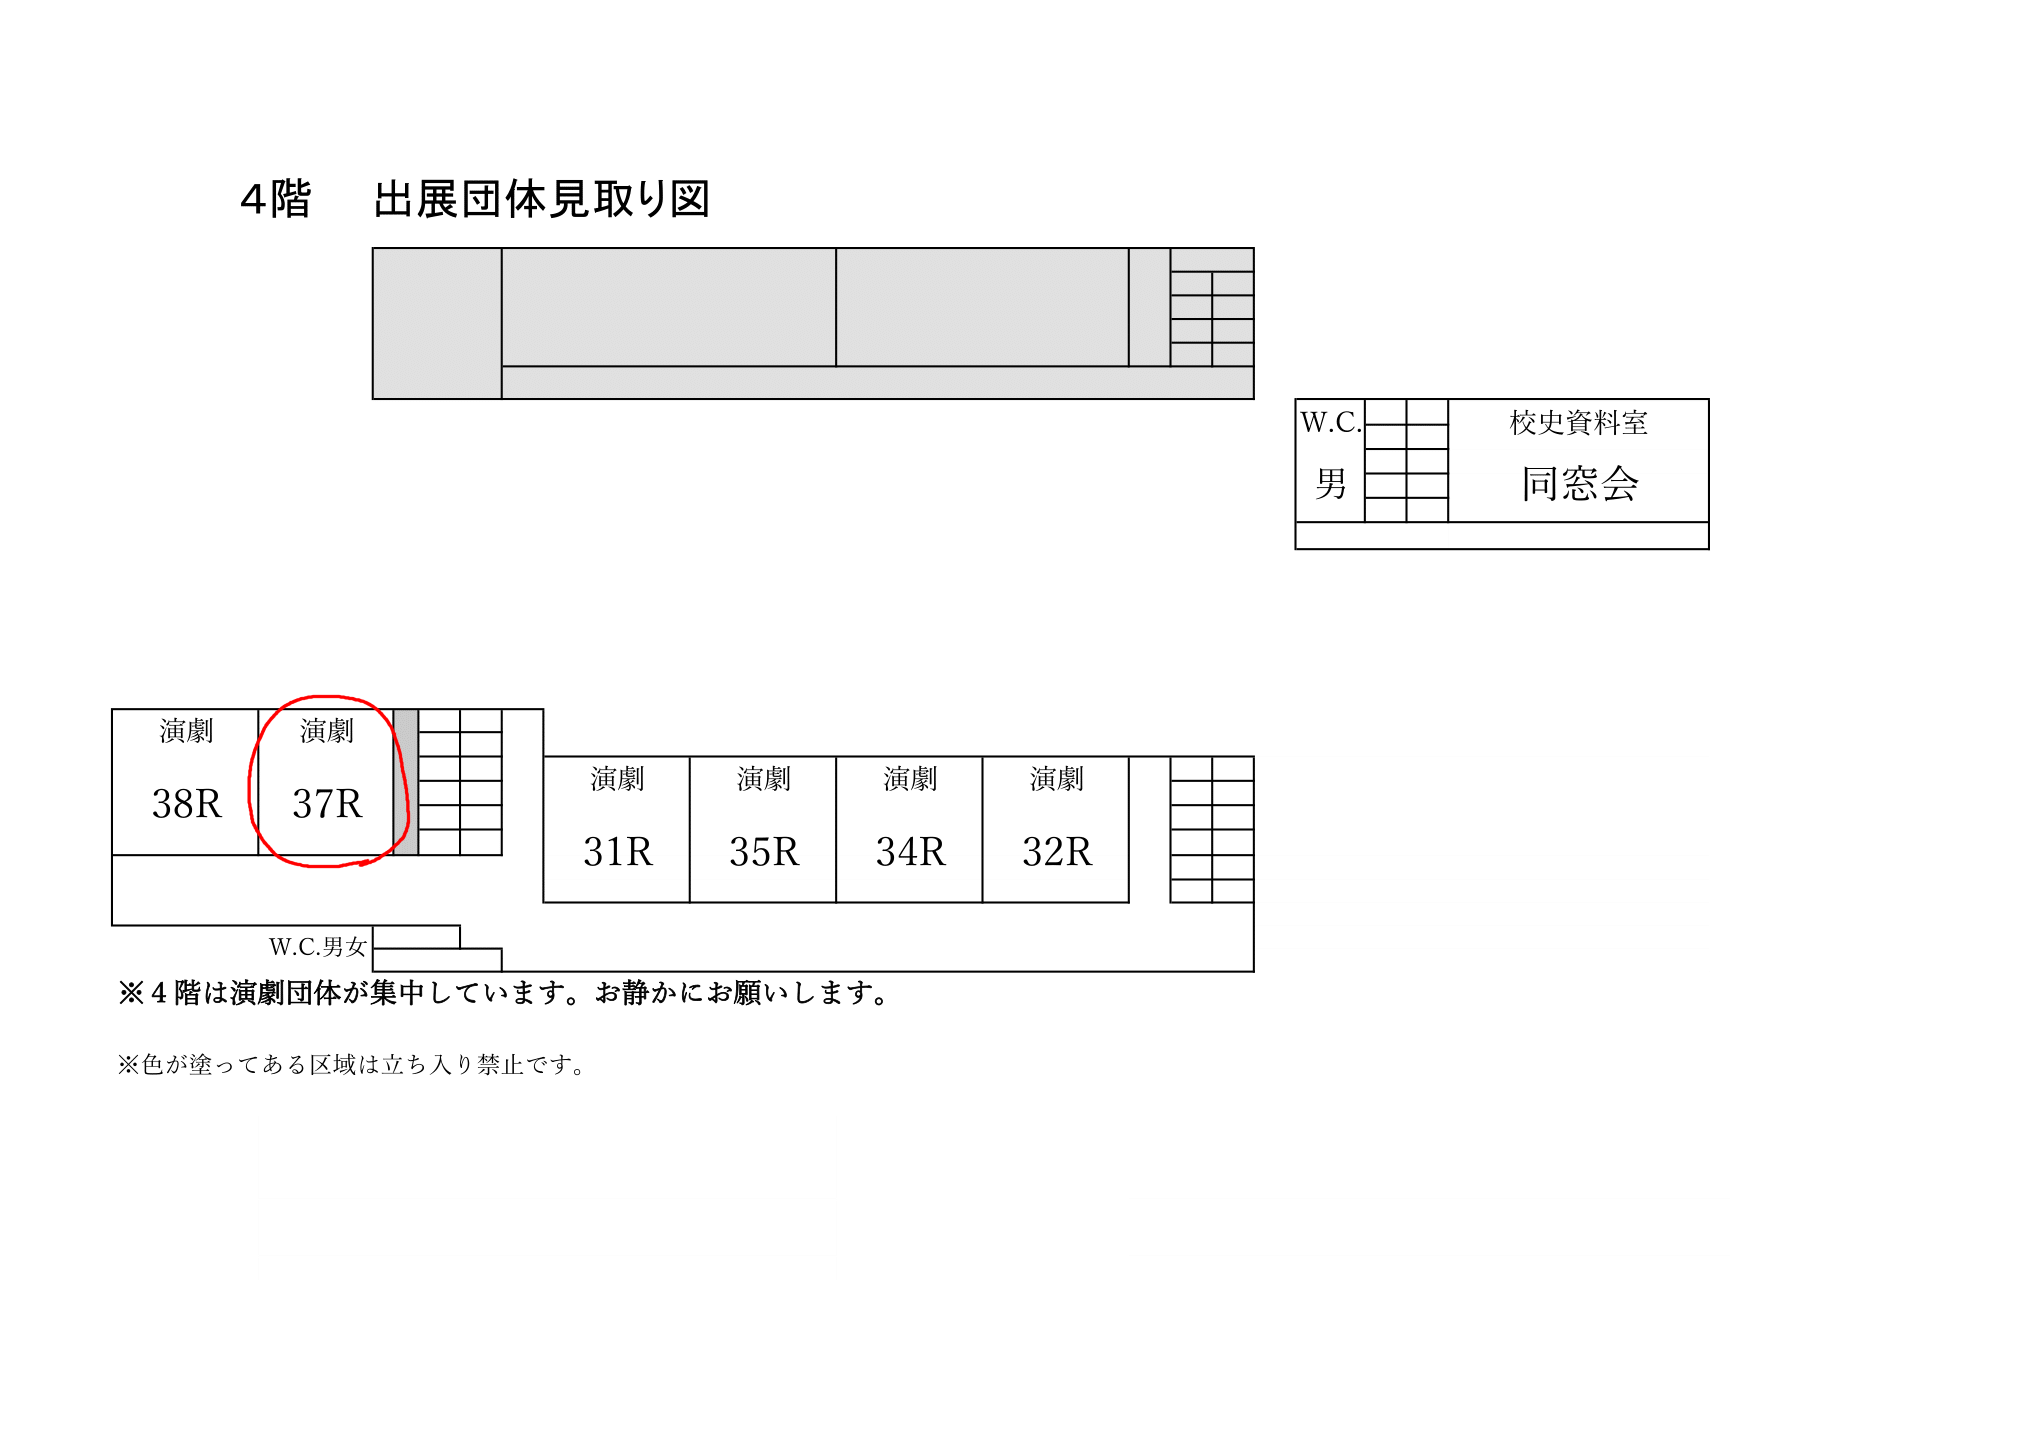 4階 出展団体見取り図
W.C.
男
校史資料室
同窓会
演劇
38R
演劇
37R
演劇
31R
演劇
35R
演劇
34R
演劇
32R
W.C.男女
※４階は演劇団体が集中しています。お静かにお願いします。
※色が塗ってある区域は立ち入り禁止です。